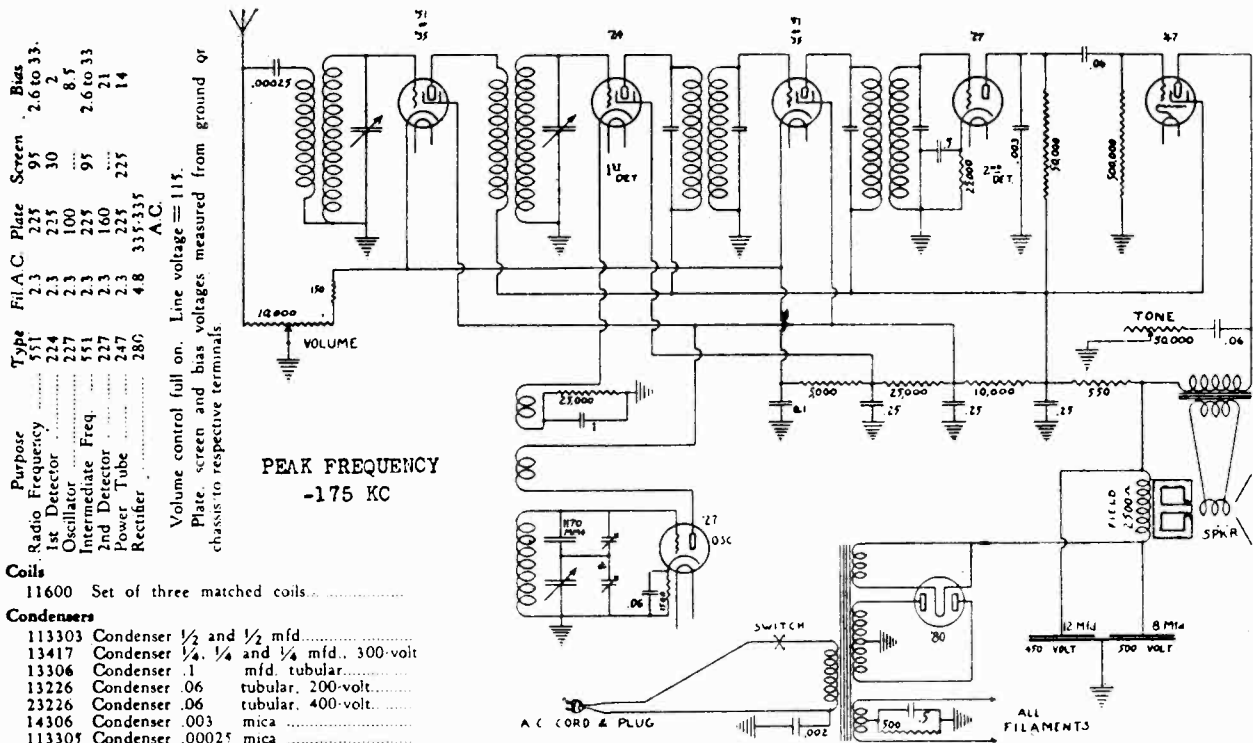 Purpose Type Fil.A.C. Plate Screen Bias
Radio Frequency 551 2.3 225 95 2.6 to 33.
1st Detector 224 2.3 225 30 2
Oscillator 227 2.3 100 .... 8.5
Intermediate Freq. 551 2.3 225 95 2.6 to 33
2nd Detector 227 2.3 160 .... 21
Power Tube 247 2.3 225 225 14
Rectifier 280 4.8 335-335
A.C.
Volume control full on. Line voltage = 115.
Plate, screen and bias voltages measured from ground or
chassis to respective terminals.
'24
'27
'47
.00025
1st
DET
.5
25,000
2nd
DET
.003
50,000
.06
500,000
150
10,000
VOLUME
TONE
50,000
.06
5000
25,000
10,000
550
0.1
.25
.25
.25
25,000
1
PEAK FREQUENCY
-175 KC
1170
'27
OSC
.06
1500
FIELD
2500Ω
SPKR
SWITCH
'80
12 Mfd
8 Mfd
450 VOLT
500 VOLT
A C CORD & PLUG
.002
500
.5
ALL
FILAMENTS
Coils
11600 Set of three matched coils
Condensers
113303 Condenser 1/2 and 1/2 mfd.
13417 Condenser 1/4, 1/4 and 1/4 mfd., 300-volt
13306 Condenser .1 mfd. tubular
13226 Condenser .06 tubular, 200-volt
23226 Condenser .06 tubular, 400-volt
14306 Condenser .003 mica
113305 Condenser .00025 mica